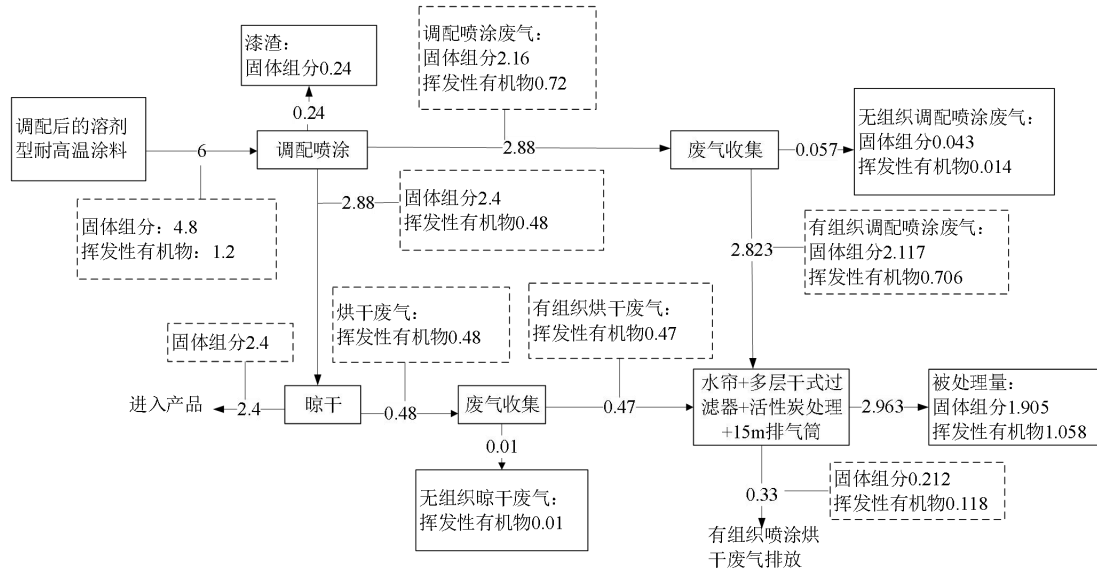 漆渣：
固体组分0.24
调配喷涂废气：
固体组分2.16
挥发性有机物0.72
0.24
调配后的溶剂
型耐高温涂料
6
调配喷涂
2.88
废气收集
0.057
无组织调配喷涂废气：
固体组分0.043
挥发性有机物0.014
固体组分：4.8
挥发性有机物：1.2
2.88
固体组分2.4
挥发性有机物0.48
2.823
有组织调配喷涂废气：
固体组分2.117
挥发性有机物0.706
固体组分2.4
烘干废气：
挥发性有机物0.48
有组织烘干废气：
挥发性有机物0.47
进入产品
2.4
晾干
0.48
废气收集
0.47
水帘+多层干式过
滤器+活性炭处理
+15m排气筒
2.963
被处理量：
固体组分1.905
挥发性有机物1.058
0.01
无组织晾干废气：
挥发性有机物0.01
0.33
固体组分0.212
挥发性有机物0.118
有组织喷涂烘
干废气排放